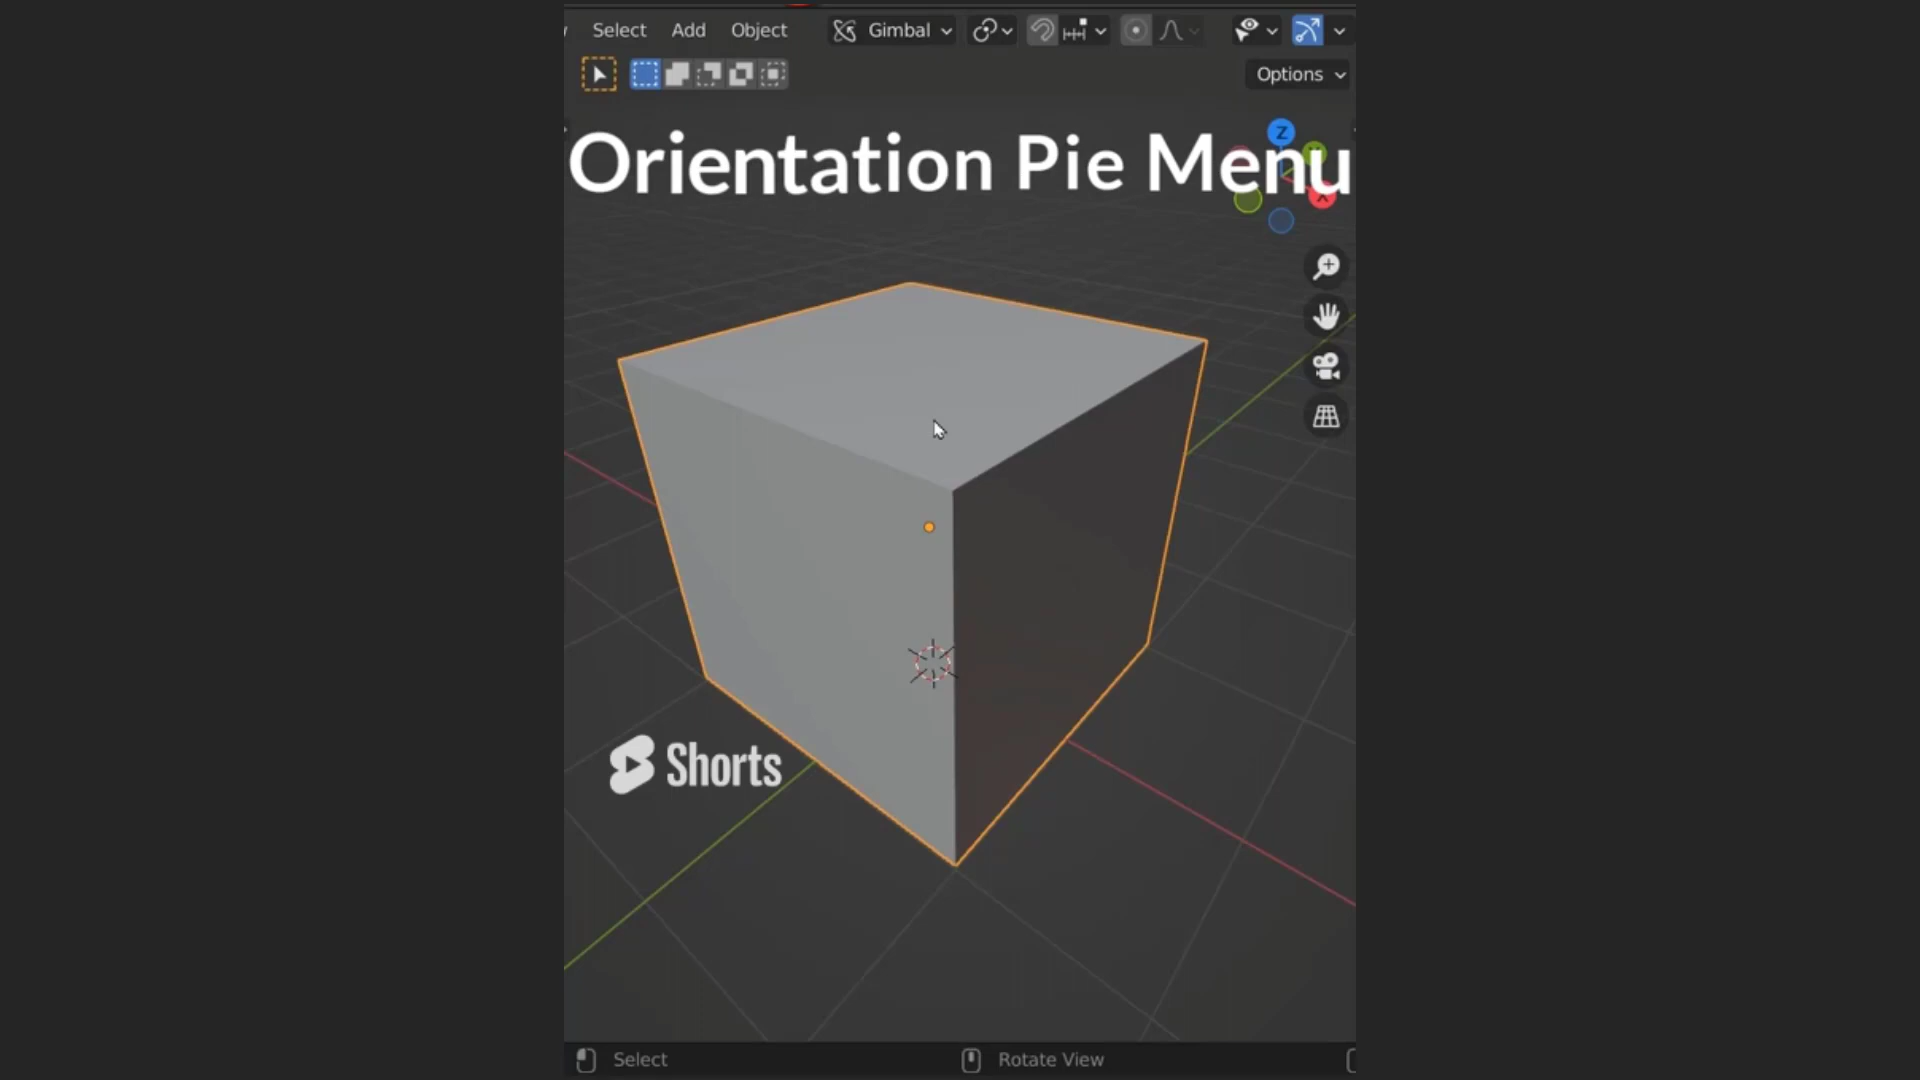 Select Add Object Gimbal
Options
Z
Orientation Pie Menu
X
Shorts
Select Rotate View